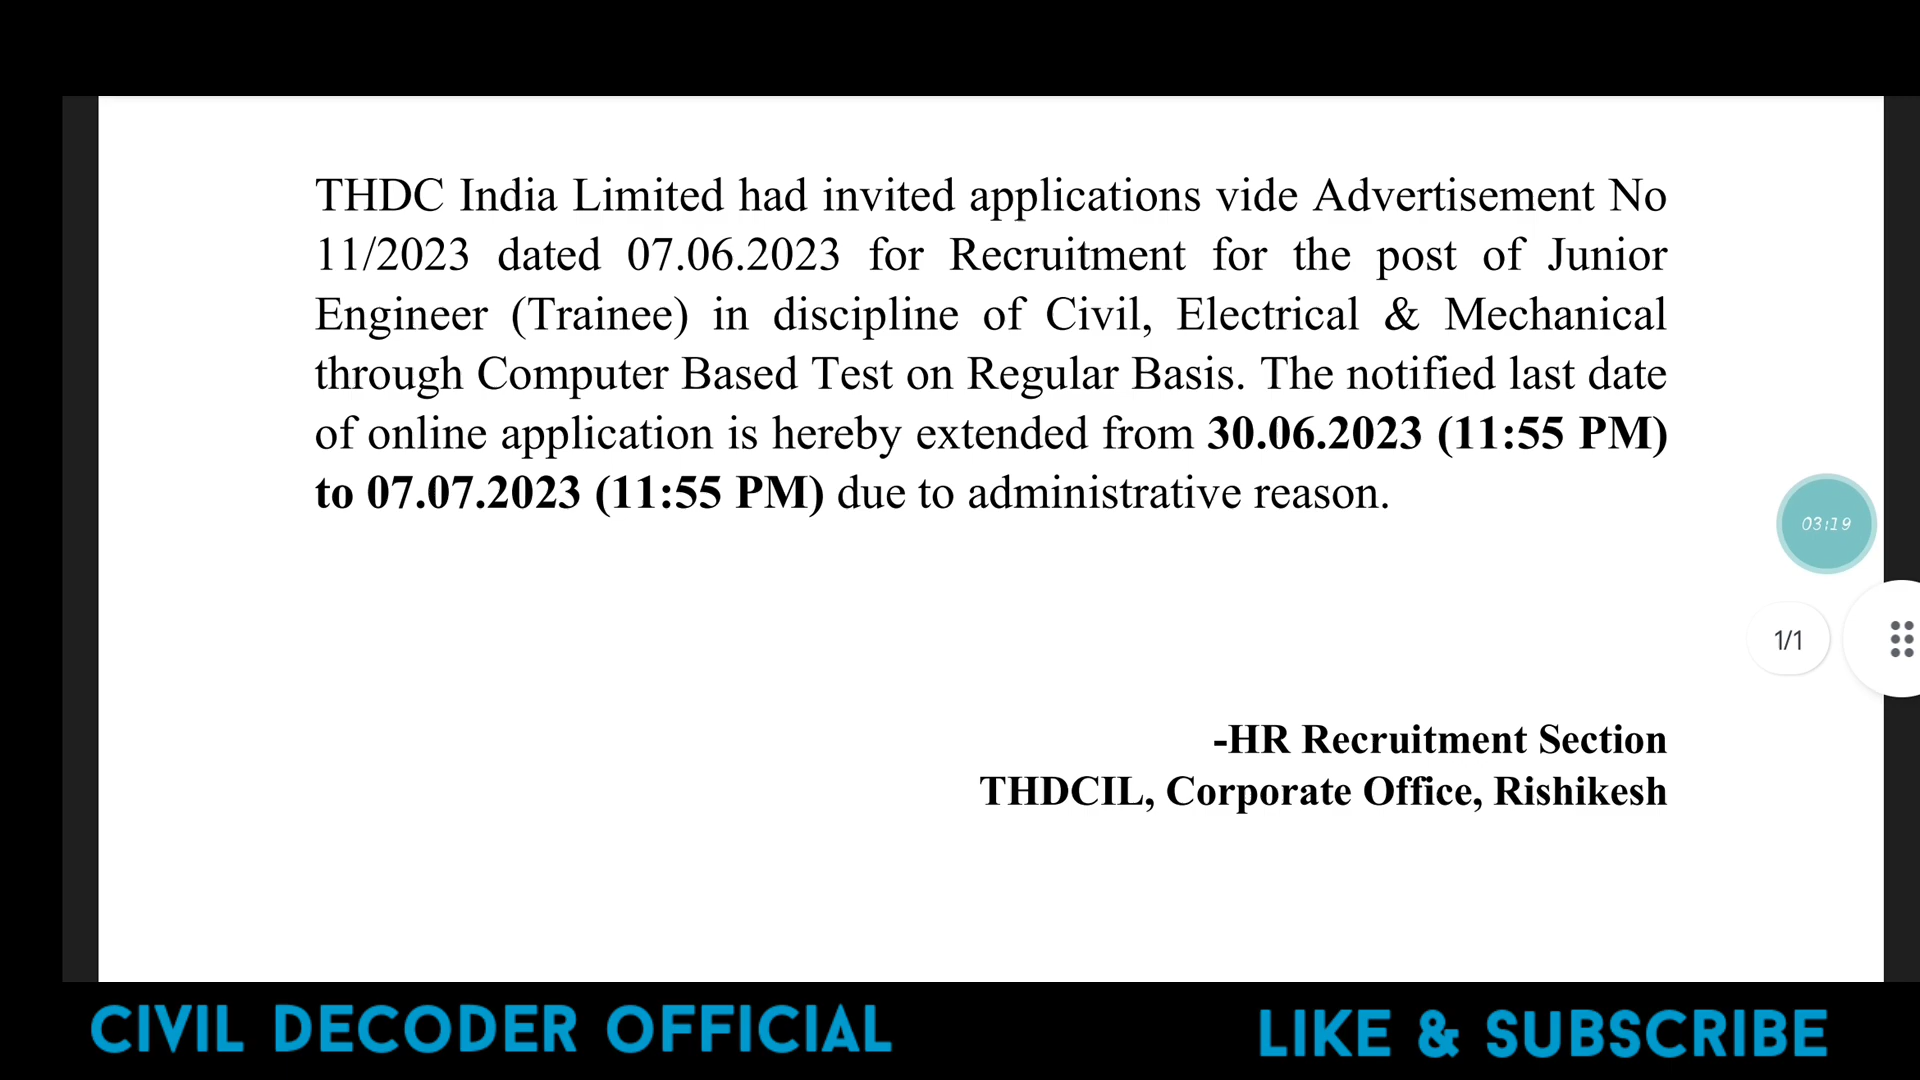 THDC India Limited had invited applications vide Advertisement No
11/2023 dated 07.06.2023 for Recruitment for the post of Junior
Engineer (Trainee) in discipline of Civil, Electrical & Mechanical
through Computer Based Test on Regular Basis. The notified last date
of online application is hereby extended from 30.06.2023 (11:55 PM)
to 07.07.2023 (11:55 PM) due to administrative reason.
03:19
1/1
-HR Recruitment Section
THDCIL, Corporate Office, Rishikesh
CIVIL DECODER OFFICIAL
LIKE & SUBSCRIBE